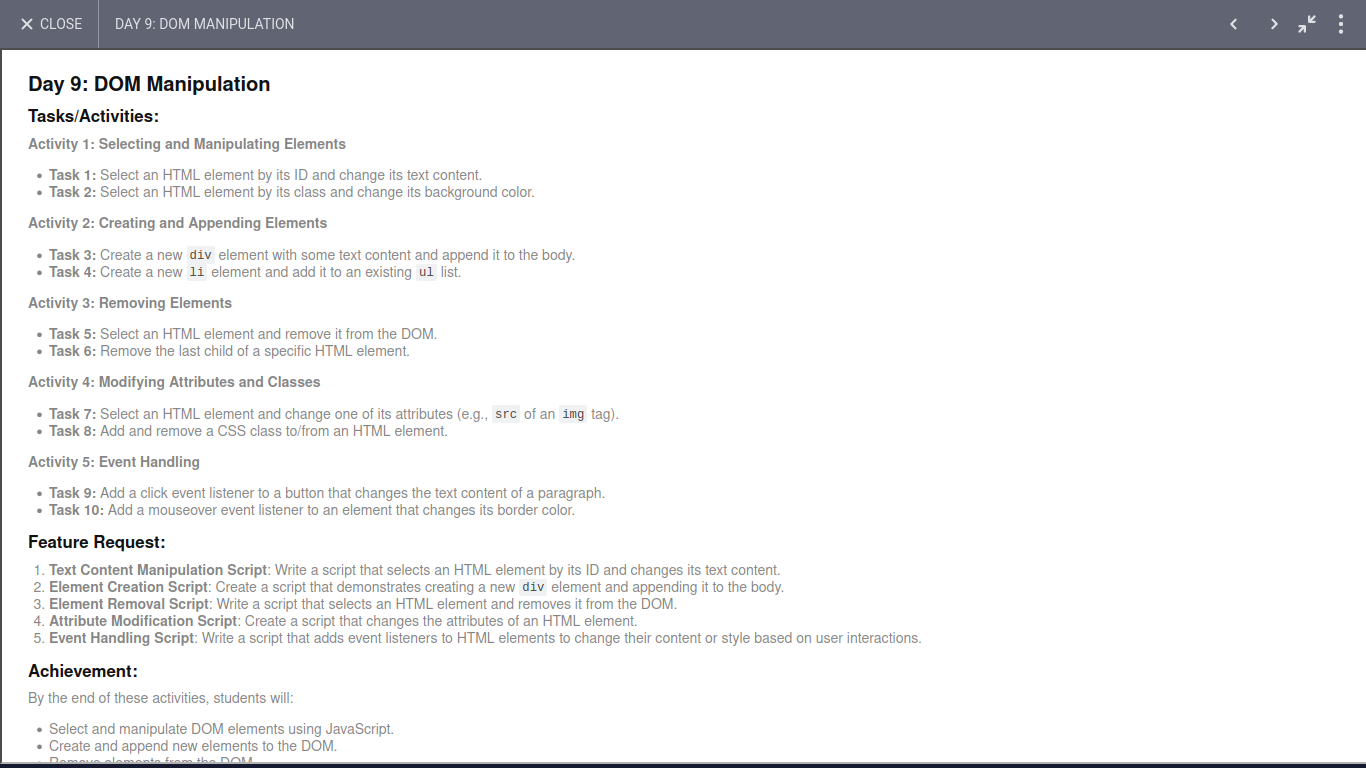 CLOSE
DAY 9: DOM MANIPULATION
Day 9: DOM Manipulation
Tasks/Activities:
Activity 1: Selecting and Manipulating Elements
Task 1: Select an HTML element by its ID and change its text content.
Task 2: Select an HTML element by its class and change its background color.
Activity 2: Creating and Appending Elements
Task 3: Create a new div element with some text content and append it to the body.
Task 4: Create a new li element and add it to an existing ul list.
Activity 3: Removing Elements
Task 5: Select an HTML element and remove it from the DOM.
Task 6: Remove the last child of a specific HTML element.
Activity 4: Modifying Attributes and Classes
Task 7: Select an HTML element and change one of its attributes (e.g., src of an img tag).
Task 8: Add and remove a CSS class to/from an HTML element.
Activity 5: Event Handling
Task 9: Add a click event listener to a button that changes the text content of a paragraph.
Task 10: Add a mouseover event listener to an element that changes its border color.
Feature Request:
1. Text Content Manipulation Script: Write a script that selects an HTML element by its ID and changes its text content.
2. Element Creation Script: Create a script that demonstrates creating a new div element and appending it to the body.
3. Element Removal Script: Write a script that selects an HTML element and removes it from the DOM.
4. Attribute Modification Script: Create a script that changes the attributes of an HTML element.
5. Event Handling Script: Write a script that adds event listeners to HTML elements to change their content or style based on user interactions.
Achievement:
By the end of these activities, students will:
Select and manipulate DOM elements using JavaScript.
Create and append new elements to the DOM.
Remove elements from the DOM.